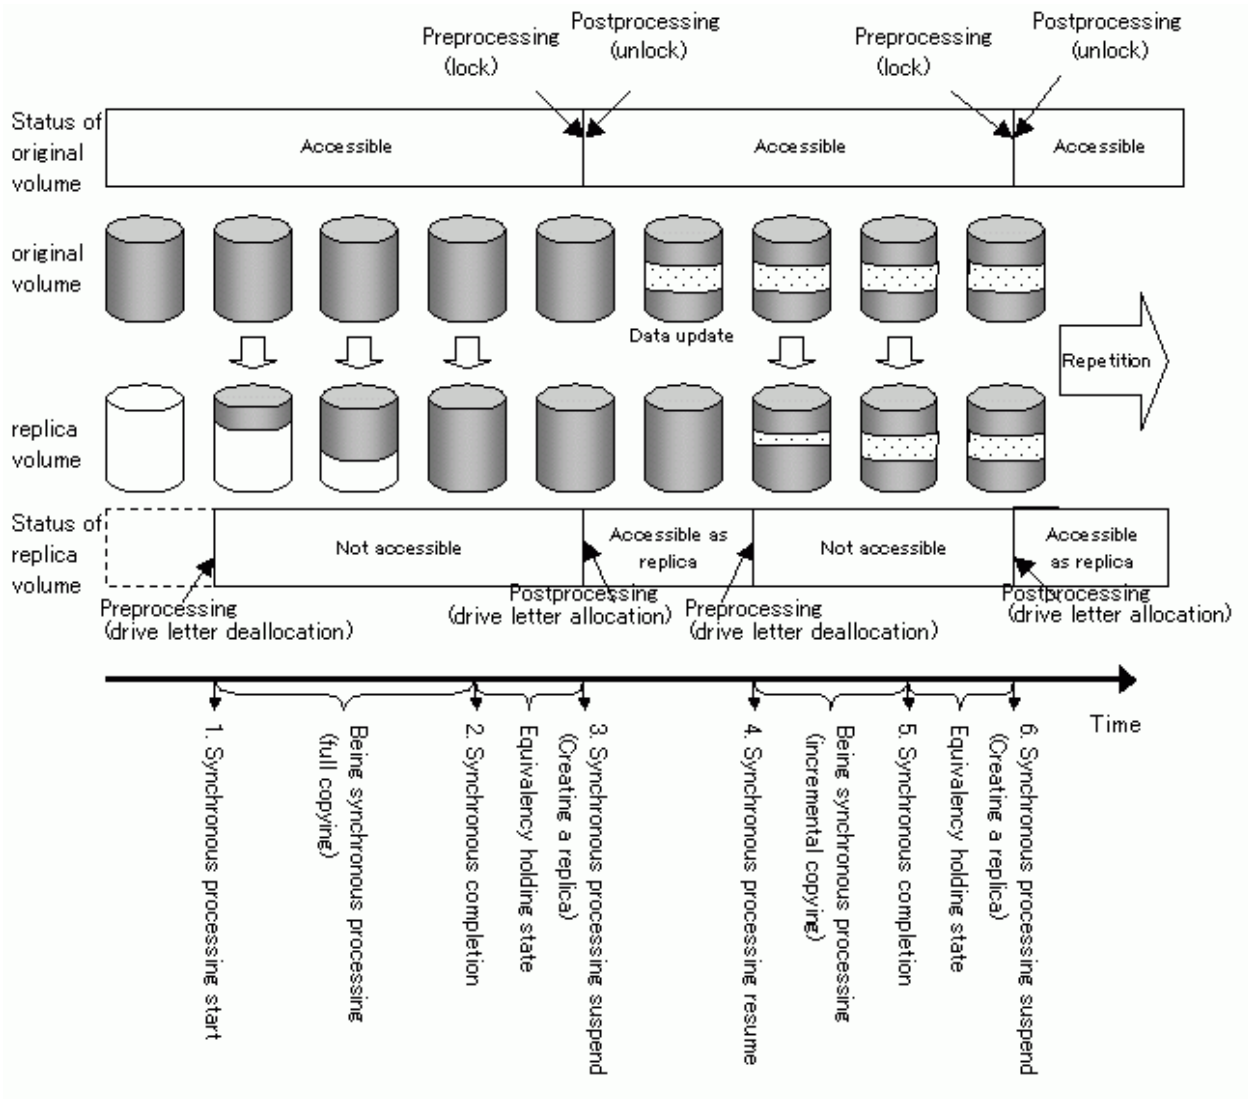 Preprocessing
(lock)
Postprocessing
(unlock)
Preprocessing
(lock)
Postprocessing
(unlock)
Status of
original
volume
Accessible
Accessible
Accessible
original
volume
Data update
Repetition
replica
volume
Status of
replica
volume
Not accessible
Accessible as
replica
Not accessible
Accessible
as replica
Preprocessing
(drive letter deallocation)
Postprocessing
(drive letter allocation)
Preprocessing
(drive letter deallocation)
Postprocessing
(drive letter allocation)
Time
1. Synchronous processing start
Being synchronous processing
(full copying)
2. Synchronous completion
Equivalency holding state
3. Synchronous processing suspend
(Creating a replica)
4. Synchronous processing resume
Being synchronous processing
(incremental copying)
5. Synchronous completion
Equivalency holding state
6. Synchronous processing suspend
(Creating a replica)